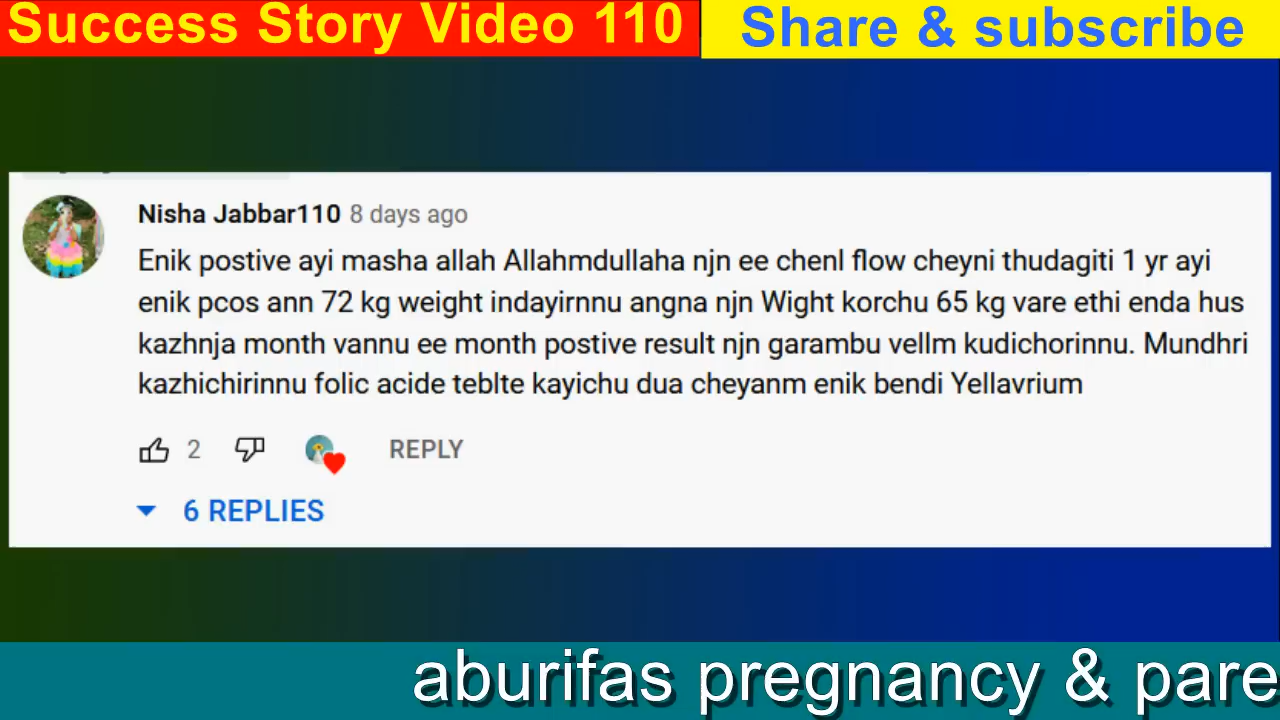 Success Story Video 110
Share & subscribe
Nisha Jabbar110 8 days ago
Enik postive ayi masha allah Allahmdullaha njn ee chenl flow cheyni thudagiti 1 yr ayi
enik pcos ann 72 kg weight indayirnnu angna njn Wight korchu 65 kg vare ethi enda hus
kazhnja month vannu ee month postive result njn garambu vellm kudichorinnu. Mundhri
kazhichirinnu folic acide teblte kayichu dua cheyanm enik bendi Yellavrium
2
REPLY
6 REPLIES
aburifas pregnancy & pare